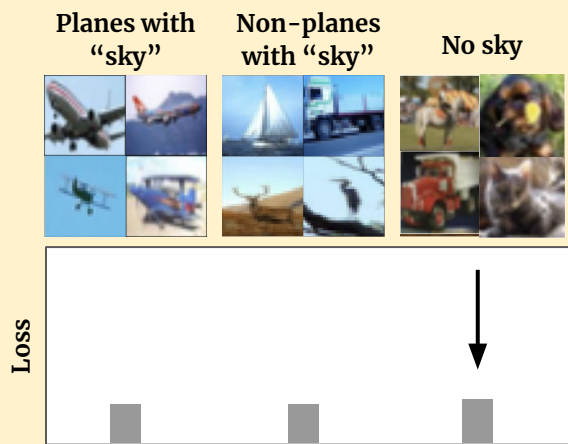 Planes with
“sky”
Non-planes
with “sky”
No sky
Loss